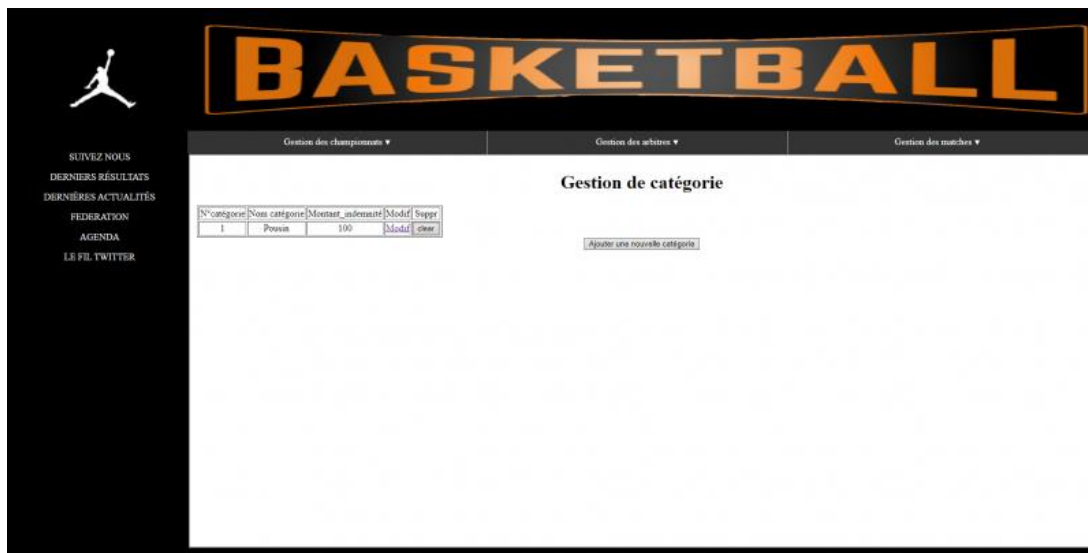 BASKETBALL
Gestion des championnats ▼ Gestion des arbitres ▼ Gestion des matches ▼
SUIVEZ NOUS
DERNIERS RÉSULTATS
DERNIÈRES ACTUALITÉS
FEDERATION
AGENDA
LE FIL TWITTER
Gestion de catégorie
N°catégorie Nom catégorie Montant_indemnité Modif Suppr
1 Pousin 100 Modif clear
Ajouter une nouvelle catégorie